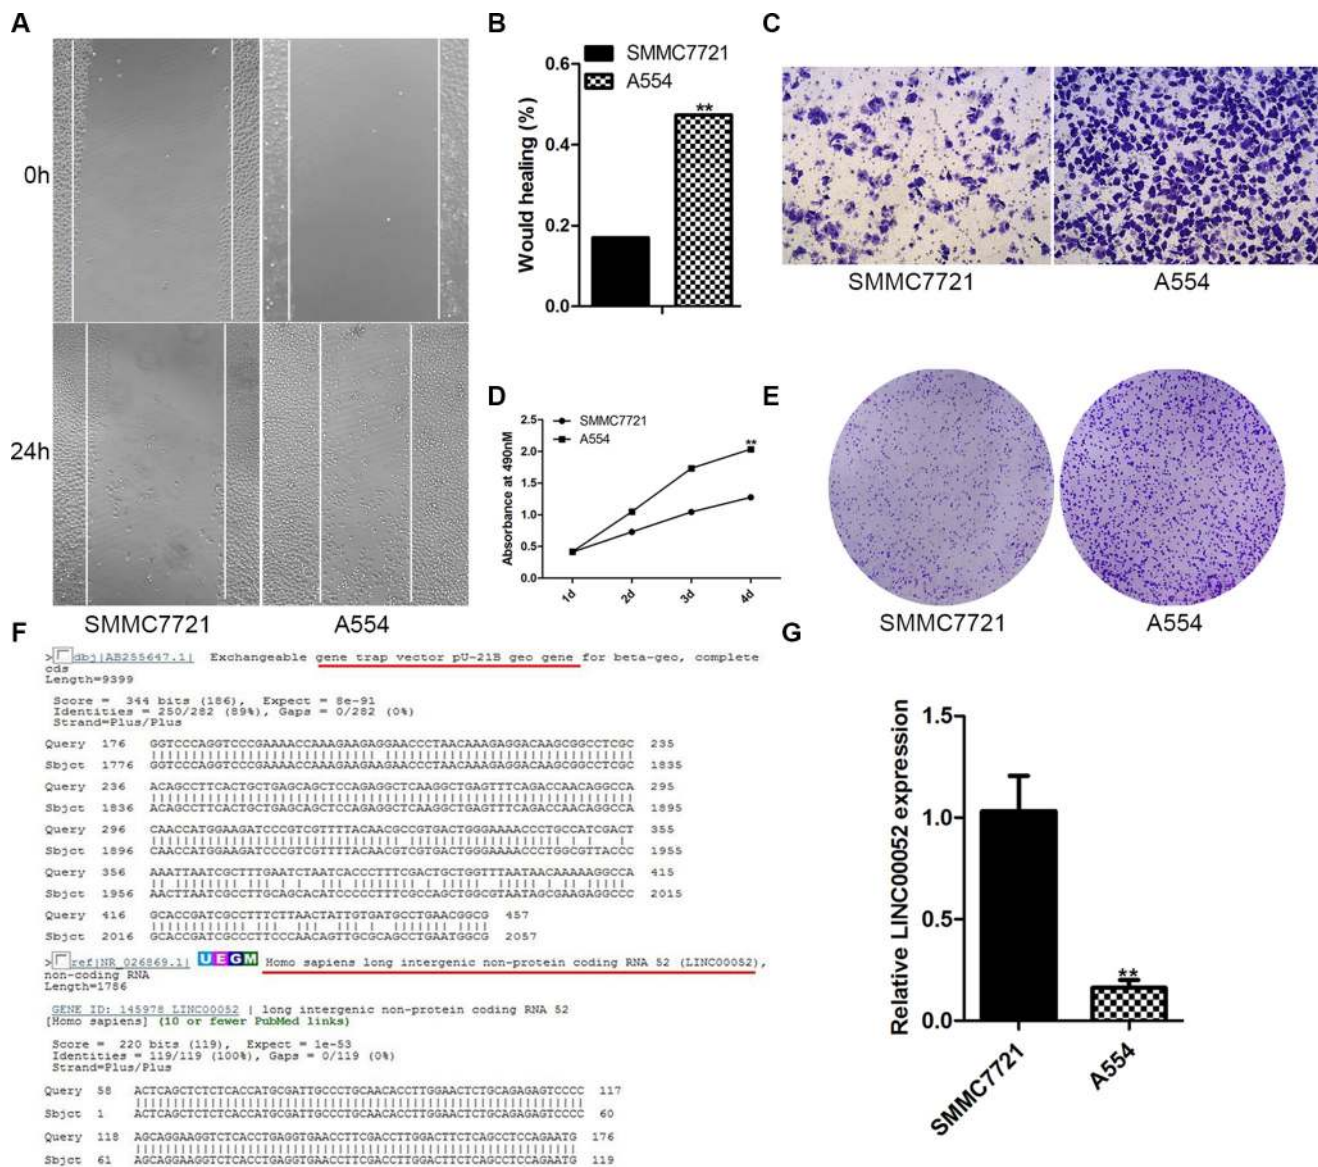 A
0h
24h
SMMC7721 A554
B
SMMC7721
A554
Would healing (%)
0.6
0.4
0.2
0.0
**
C
SMMC7721 A554
D
SMMC7721
A554
Absorbance at 490nM
2.5
2.0
1.5
1.0
0.5
0.0
**
1d 2d 3d 4d
E
SMMC7721 A554
F
>dbj|AB255647.1| Exchangeable gene trap vector pU-21B geo gene for beta-geo, complete
cds
Length=9399
Score = 344 bits (186), Expect = 8e-91
Identities = 250/282 (89%), Gaps = 0/282 (0%)
Strand=Plus/Plus
Query 176 GGTCCCAGGTCCCGAAAACCAAAGAAGAGGAACCCTAACAAAGAGGACAAGCGGCCTCGC 235
Sbjct 1776 GGTCCCAGGTCCCGAAAACCAAAGAAGAAGAACCCTAACAAAGAGGACAAGCGGCCTCGC 1835
Query 236 ACAGCCTTCACTGCTGAGCAGCTCCAGAGGCTCAAGGCTGAGTTTCAGACCAACAGGCCA 295
Sbjct 1836 ACAGCCTTCACTGCTGAGCAGCTCCAGAGGCTCAAGGCTGAGTTTCAGACCAACAGGCCA 1895
Query 296 CAACCATGGAAGATCCCGTCGTTTTACAACGCCGTGACTGGGAAAACCCTGCCATCGACT 355
Sbjct 1896 CAACCATGGAAGATCCCGTCGTTTTACAACGTCGTGACTGGGAAAACCCTGGCGTTACCC 1955
Query 356 AAATTAATCGCTTTGAATCTAATCACCCTTTCGACTGCTGGTTTAATAACAAAAAGGCCA 415
Sbjct 1956 AACTTAATCGCCTTGCAGCACATCCCCCTTTCGCCAGCTGGCGTAATAGCGAAGAGGCCC 2015
Query 416 GCACCGATCGCCTTTCTTAACTATTGTGATGCCTGAACGGCG 457
Sbjct 2016 GCACCGATCGCCCTTCCCAACAGTTGCGCAGCCTGAATGGCG 2057
>ref|NR_026869.1| UEGM Homo sapiens long intergenic non-protein coding RNA 52 (LINC00052),
non-coding RNA
Length=1786
GENE ID: 145978 LINC00052 | long intergenic non-protein coding RNA 52
[Homo sapiens] (10 or fewer PubMed links)
Score = 220 bits (119), Expect = 1e-53
Identities = 119/119 (100%), Gaps = 0/119 (0%)
Strand=Plus/Plus
Query 58 ACTCAGCTCTCTCACCATGCGATTGCCCTGCAACACCTTGGAACTCTGCAGAGAGTCCCC 117
Sbjct 1 ACTCAGCTCTCTCACCATGCGATTGCCCTGCAACACCTTGGAACTCTGCAGAGAGTCCCC 60
Query 118 AGCAGGAAGGTCTCACCTGAGGTGAACCTTCGACCTTGGACTTCTCAGCCTCCAGAATG 176
Sbjct 61 AGCAGGAAGGTCTCACCTGAGGTGAACCTTCGACCTTGGACTTCTCAGCCTCCAGAATG 119
G
Relative LINC00052 expression
1.5
1.0
0.5
0.0
**
SMMC7721
A554